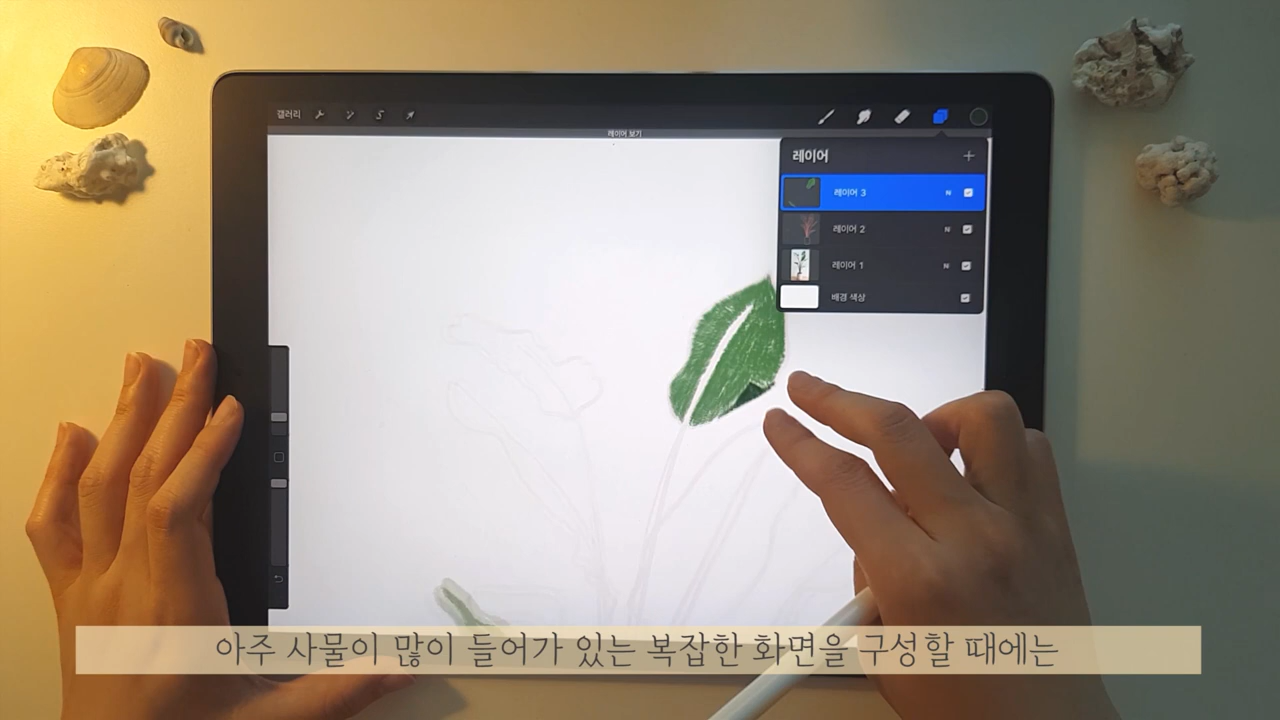 갤러리
레이어 보기
레이어
레이어 3 N
레이어 2 N
레이어 1 N
배경 색상
아주 사물이 많이 들어가 있는 복잡한 화면을 구성할 때에는